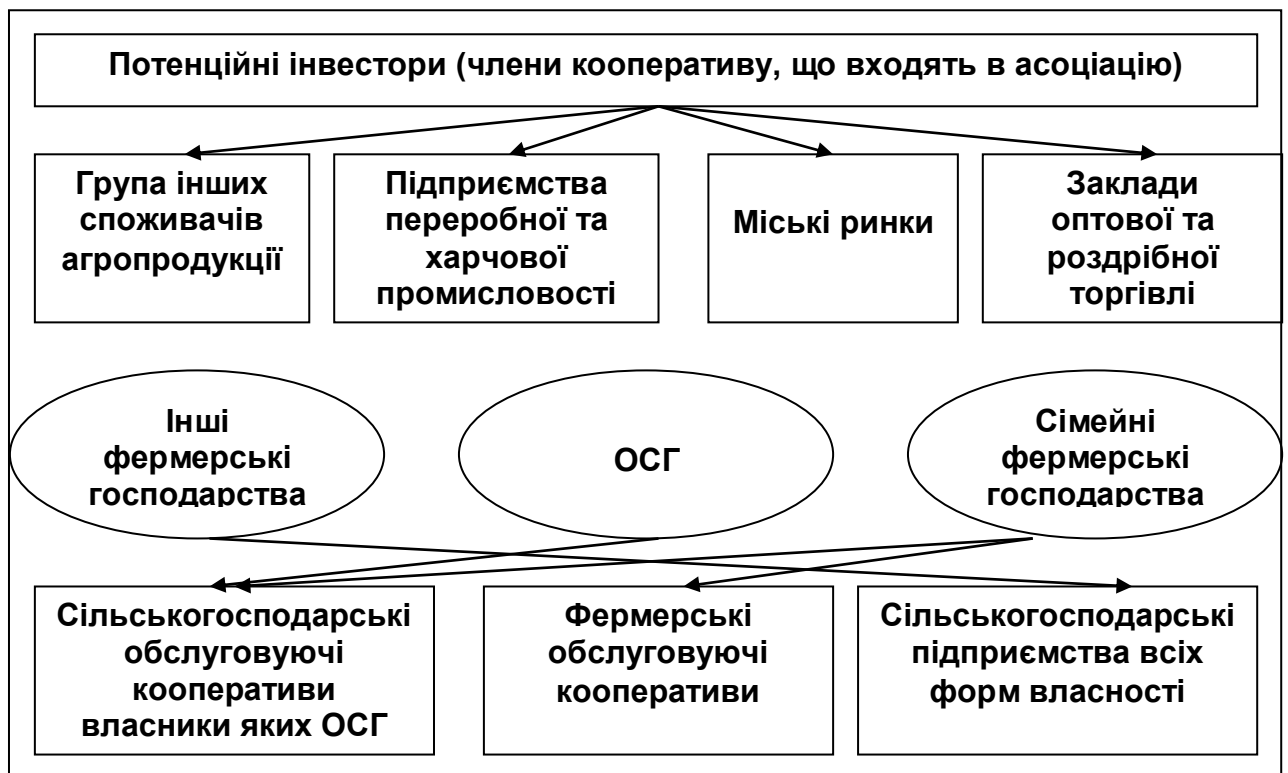 Потенційні інвестори (члени кооперативу, що входять в асоціацію)
Група інших
споживачів
агропродукції
Підприємства
переробної та
харчової
промисловості
Міські ринки
Заклади
оптової та
роздрібної
торгівлі
Інші
фермерські
господарства
ОСГ
Сімейні
фермерські
господарства
Сільськогосподарські
обслуговуючі
кооперативи
власники яких ОСГ
Фермерські
обслуговуючі
кооперативи
Сільськогосподарські
підприємства всіх
форм власності